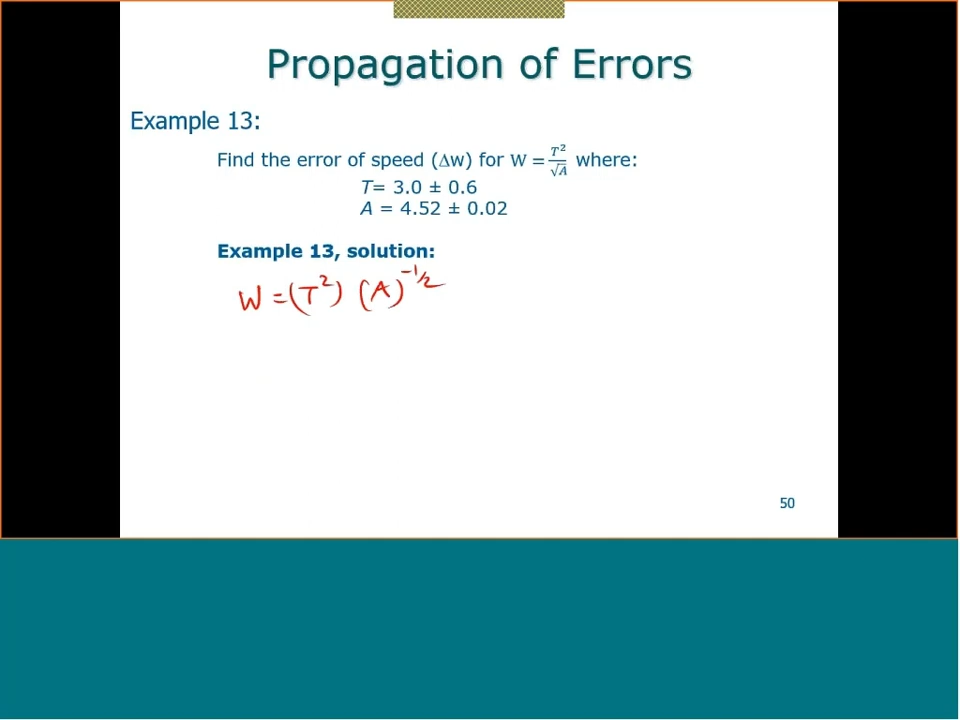 Propagation of Errors
Example 13:
Find the error of speed (Δw) for W = T²/√A where:
T= 3.0 ± 0.6
A = 4.52 ± 0.02
Example 13, solution:
W = (T²) (A)^-1/2
50